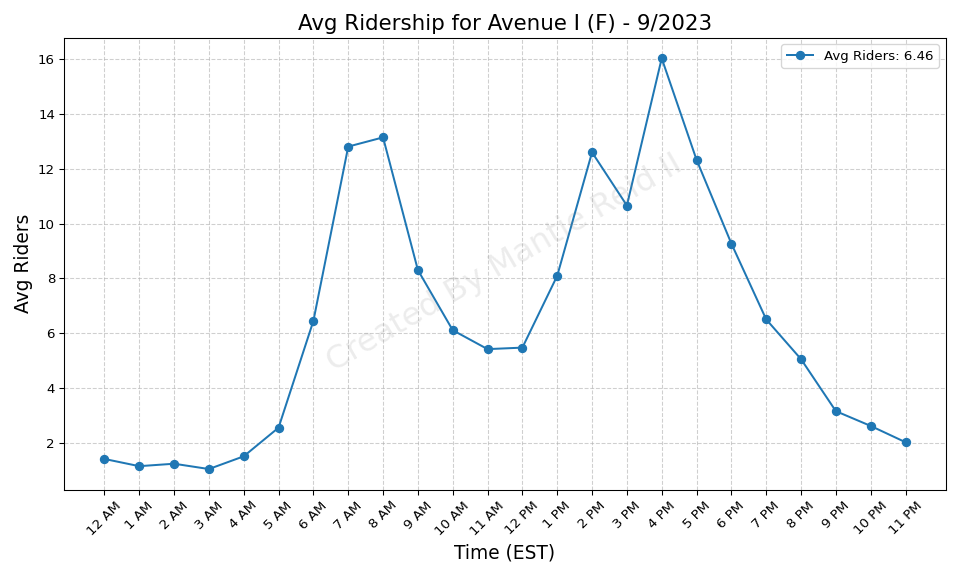 Avg Ridership for Avenue I (F) - 9/2023
Avg Riders: 6.46
Avg Riders
16
14
12
10
8
6
4
2
Created By Mantle Reid II
12 AM
1 AM
2 AM
3 AM
4 AM
5 AM
6 AM
7 AM
8 AM
9 AM
10 AM
11 AM
12 PM
1 PM
2 PM
3 PM
4 PM
5 PM
6 PM
7 PM
8 PM
9 PM
10 PM
11 PM
Time (EST)